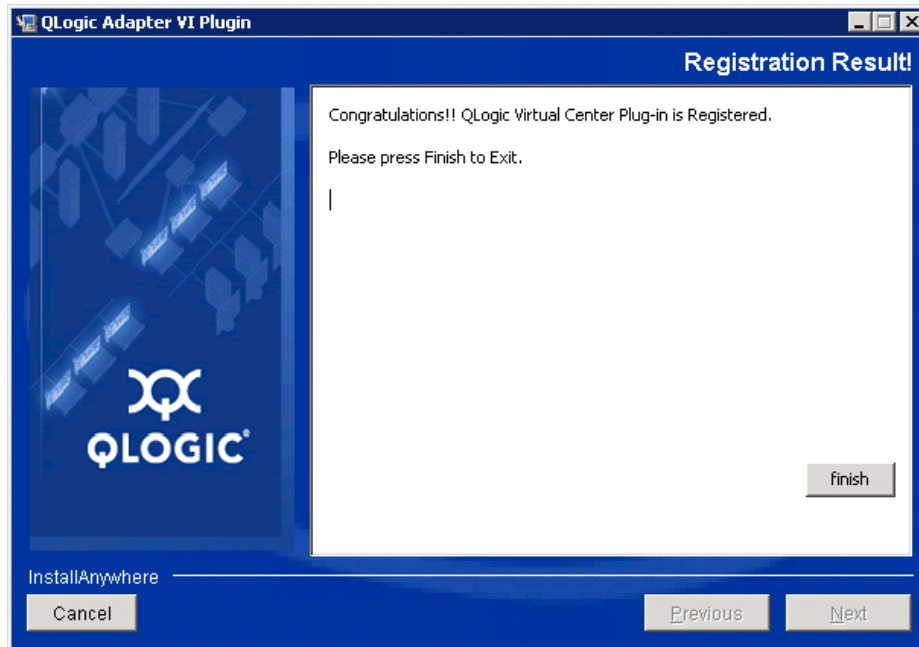 QLogic Adapter VI Plugin
Registration Result!
Congratulations!! QLogic Virtual Center Plug-in is Registered.
Please press Finish to Exit.
QLOGIC
finish
InstallAnywhere
Cancel
Previous
Next